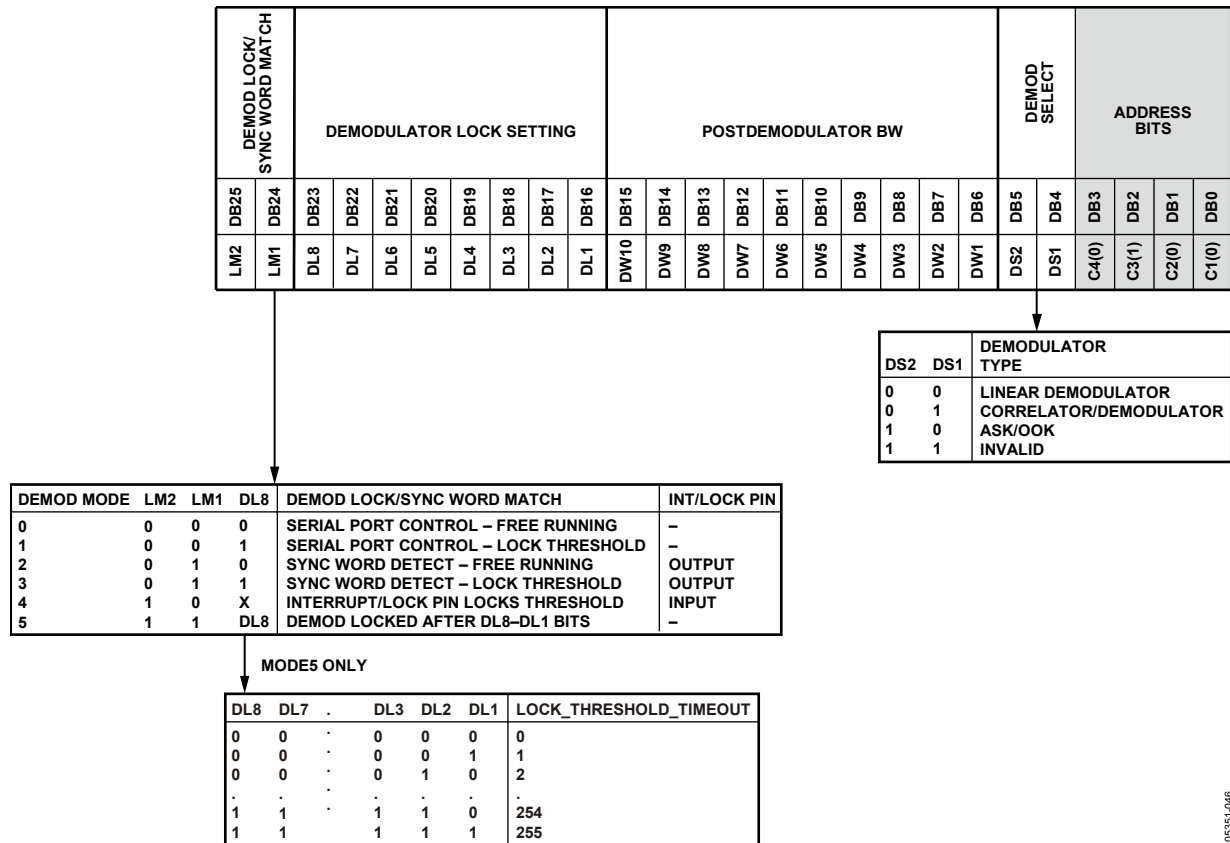 DEMOD LOCK/
SYNC WORD MATCH
DEMODULATOR LOCK SETTING
POSTDEMODULATOR BW
DEMOD
SELECT
ADDRESS
BITS
DB25 DB24 DB23 DB22 DB21 DB20 DB19 DB18 DB17 DB16 DB15 DB14 DB13 DB12 DB11 DB10 DB9 DB8 DB7 DB6 DB5 DB4 DB3 DB2 DB1 DB0
LM2 LM1 DL8 DL7 DL6 DL5 DL4 DL3 DL2 DL1 DW10 DW9 DW8 DW7 DW6 DW5 DW4 DW3 DW2 DW1 DS2 DS1 C4(0) C3(1) C2(0) C1(0)
DEMODULATOR
DS2 DS1 TYPE
0 0 LINEAR DEMODULATOR
0 1 CORRELATOR/DEMODULATOR
1 0 ASK/OOK
1 1 INVALID
DEMOD MODE LM2 LM1 DL8 DEMOD LOCK/SYNC WORD MATCH INT/LOCK PIN
0 0 0 0 SERIAL PORT CONTROL – FREE RUNNING –
1 0 0 1 SERIAL PORT CONTROL – LOCK THRESHOLD –
2 0 1 0 SYNC WORD DETECT – FREE RUNNING OUTPUT
3 0 1 1 SYNC WORD DETECT – LOCK THRESHOLD OUTPUT
4 1 0 X INTERRUPT/LOCK PIN LOCKS THRESHOLD INPUT
5 1 1 DL8 DEMOD LOCKED AFTER DL8–DL1 BITS –
MODE5 ONLY
DL8 DL7 . DL3 DL2 DL1 LOCK_THRESHOLD_TIMEOUT
0 0 . 0 0 0 0
0 0 . 0 0 1 1
0 0 . 0 1 0 2
. . . . . . .
1 1 . 1 1 0 254
1 1 1 1 1 255
05351-046